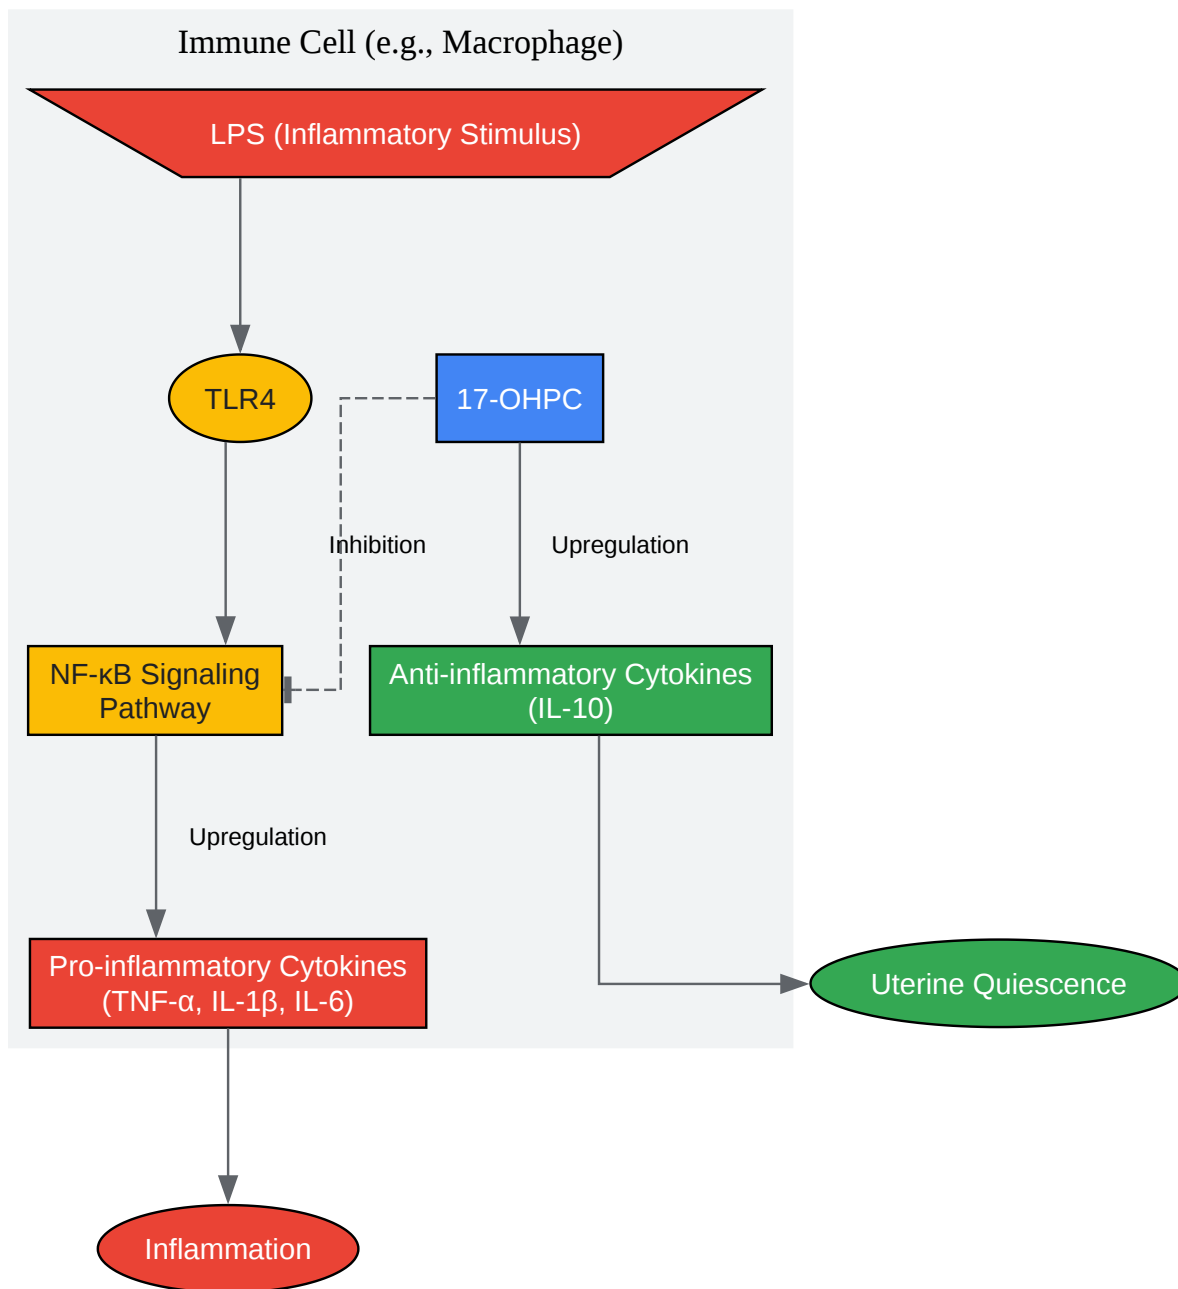 Immune Cell (e.g., Macrophage)
LPS (Inflammatory Stimulus)
TLR4
17-OHPC
Inhibition
Upregulation
NF-κB Signaling
Pathway
Anti-inflammatory Cytokines
(IL-10)
Upregulation
Pro-inflammatory Cytokines
(TNF-α, IL-1β, IL-6)
Uterine Quiescence
Inflammation